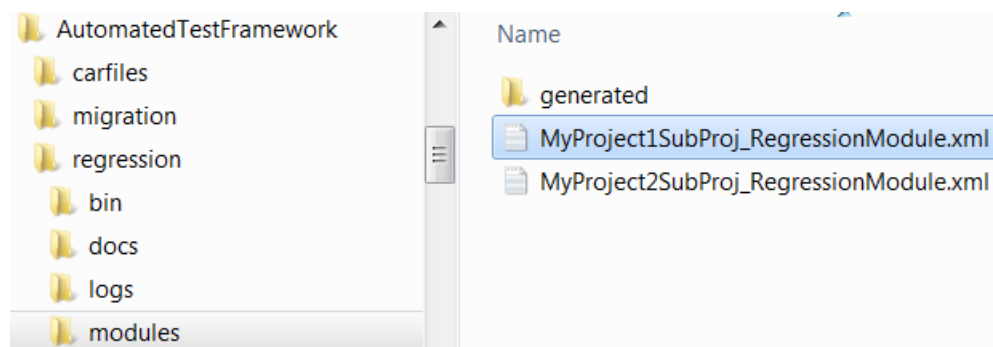 AutomatedTestFramework
carfiles
migration
regression
bin
docs
logs
modules
Name
generated
MyProject1SubProj_RegressionModule.xml
MyProject2SubProj_RegressionModule.xml